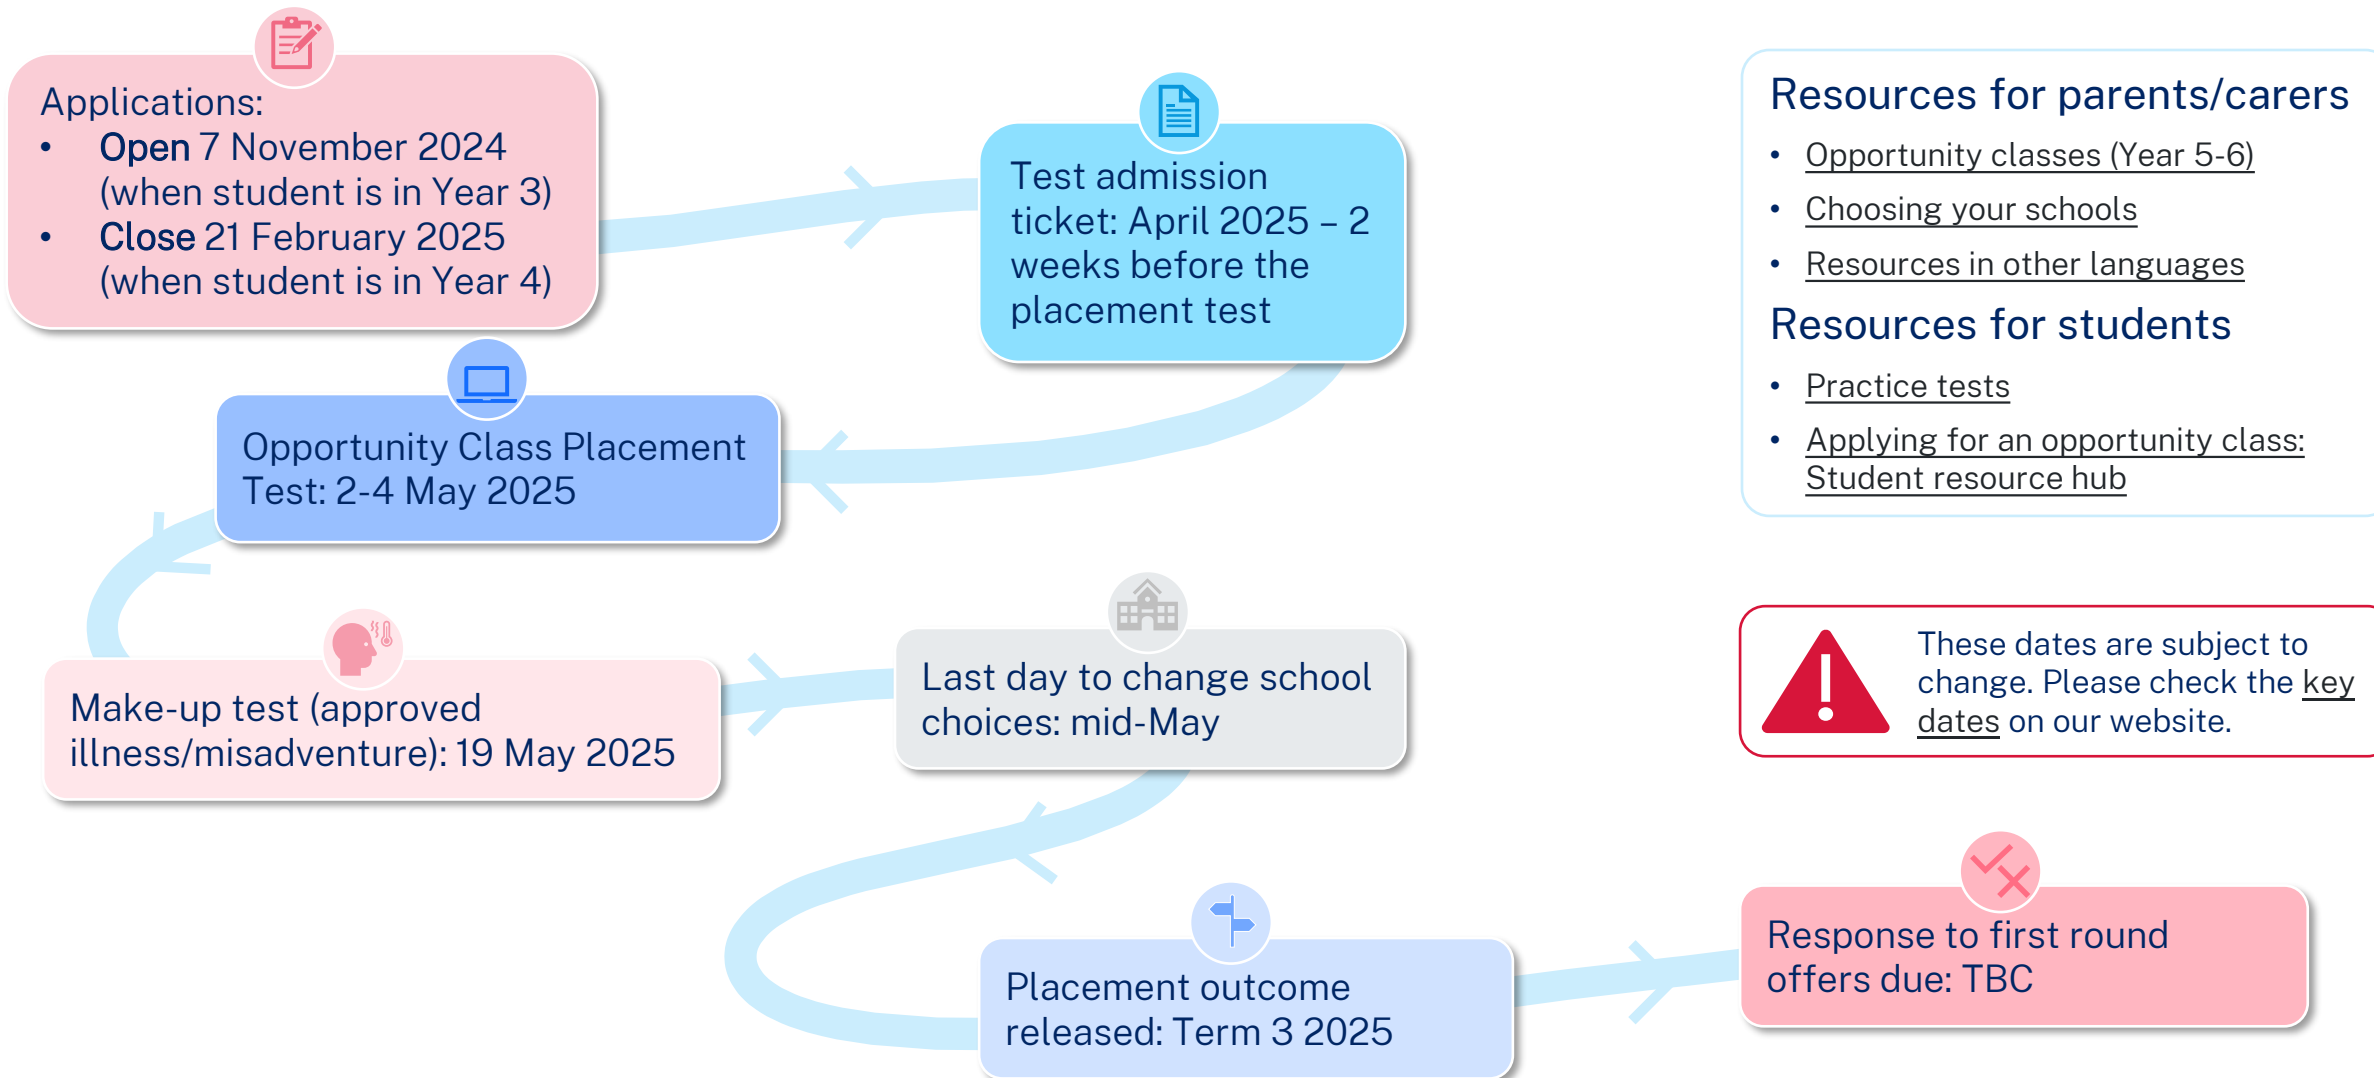 Applications:
• Open 7 November 2024
(when student is in Year 3)
• Close 21 February 2025
(when student is in Year 4)
Test admission
ticket: April 2025 – 2
weeks before the
placement test
Opportunity Class Placement
Test: 2-4 May 2025
Make-up test (approved
illness/misadventure): 19 May 2025
Last day to change school
choices: mid-May
Placement outcome
released: Term 3 2025
Response to first round
offers due: TBC
Resources for parents/carers
• Opportunity classes (Year 5-6)
• Choosing your schools
• Resources in other languages
Resources for students
• Practice tests
• Applying for an opportunity class:
Student resource hub
These dates are subject to
change. Please check the key
dates on our website.